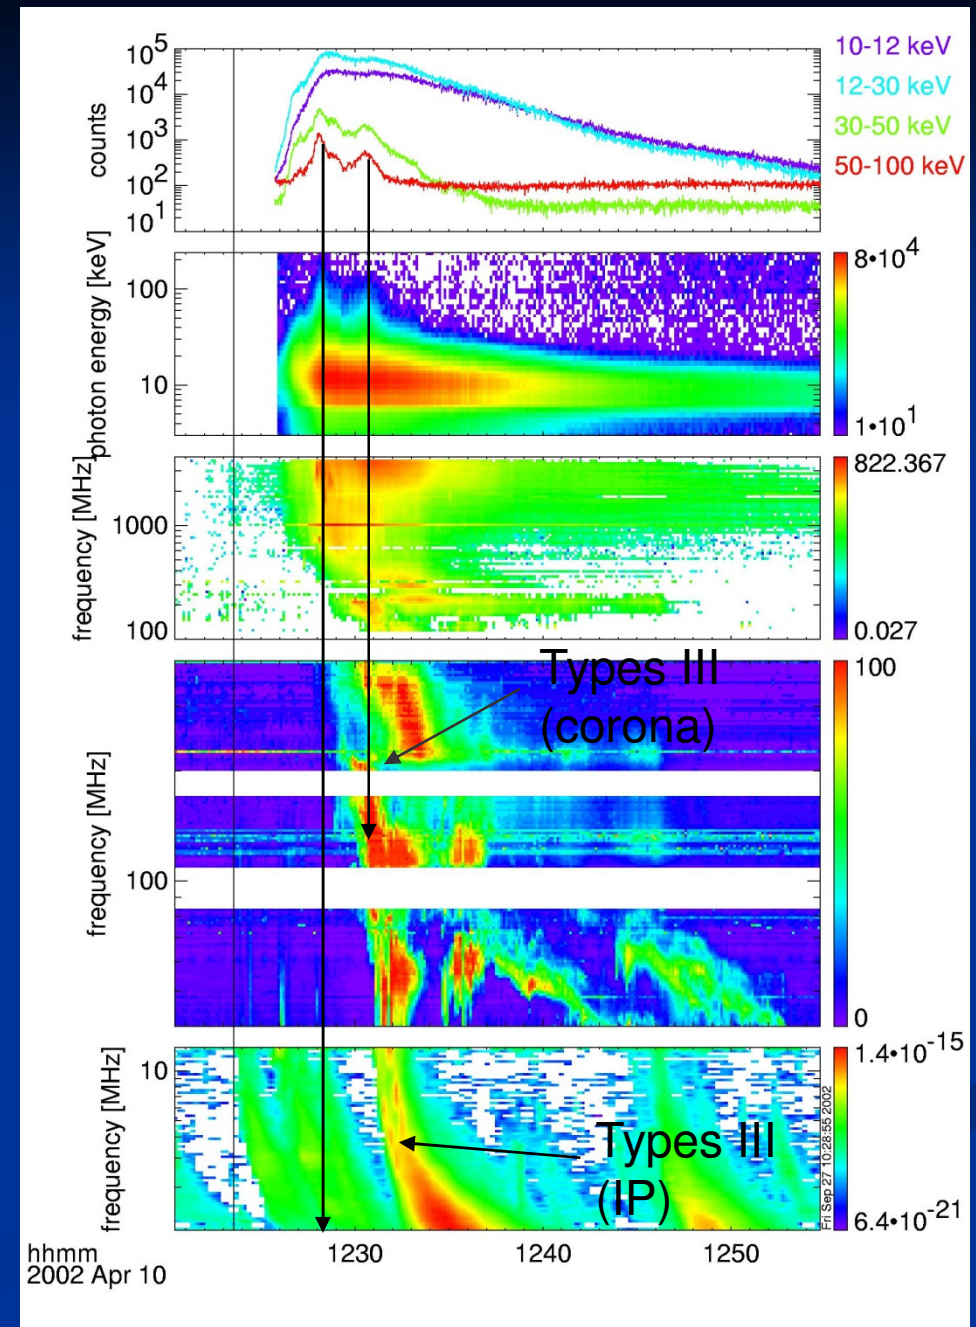 10⁵
10⁴
10³
10²
10¹
counts
10-12 keV
12-30 keV
30-50 keV
50-100 keV
photon energy [keV]
100
10
8•10⁴
1•10¹
frequency [MHz]
1000
100
822.367
0.027
frequency [MHz]
100
100
0
Types III
(corona)
frequency [MHz]
10
1.4•10⁻¹⁵
6.4•10⁻²¹
Types III
(IP)
Fri Sep 27 10:28:55 2002
hhmm
2002 Apr 10
1230
1240
1250